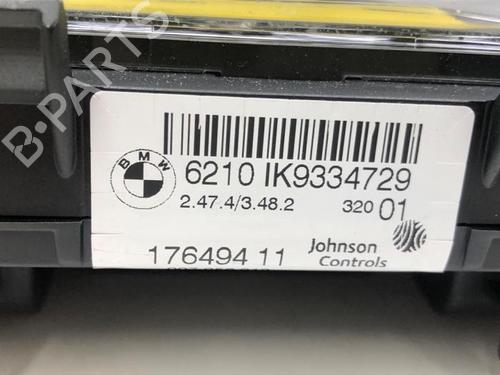 B-PARTS
BMW
6210 IK9334729
2.47.4/3.48.2 320 01
176494 11 Johnson
Controls